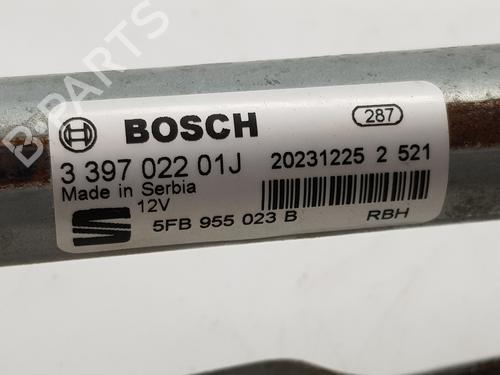 B-PARTS
BOSCH
287
3 397 022 01J 20231225 2 521
Made in Serbia
12V
5FB 955 023 B RBH